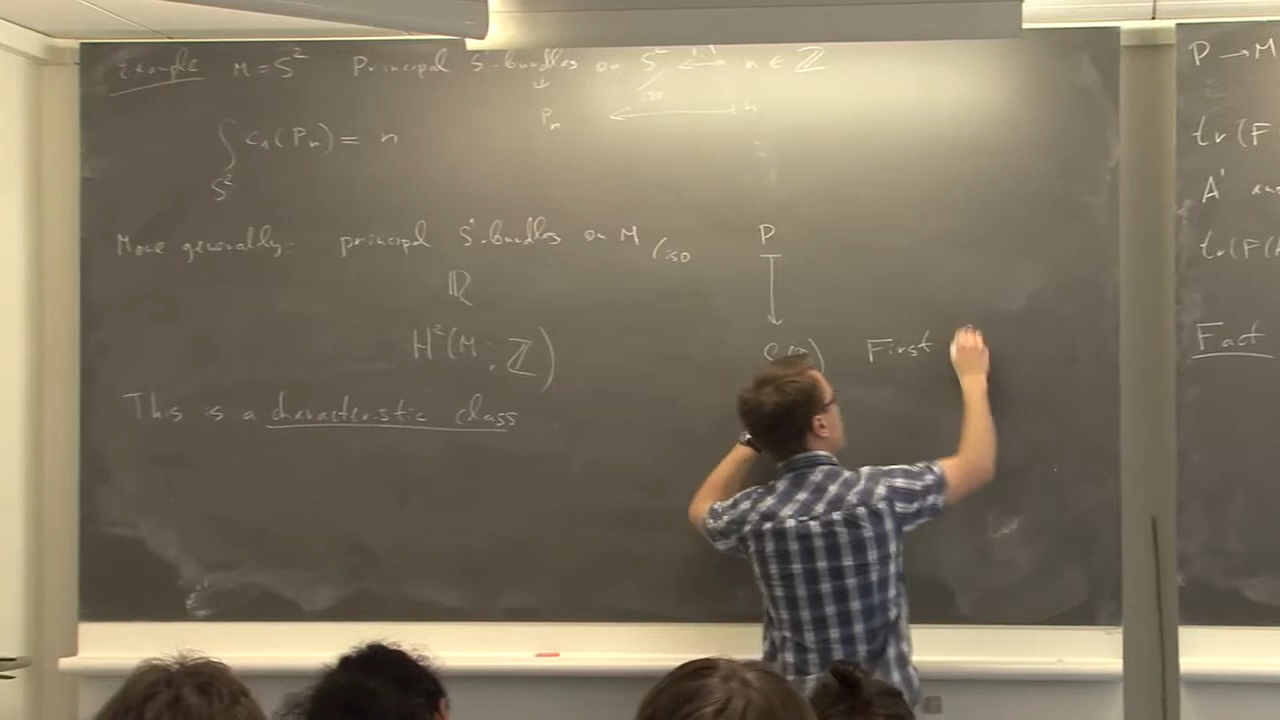 Example M = S² Principal S¹-bundles on S² ⟷ n ∈ ℤ
Pₙ ⟵ n
∫ c₁(Pₙ) = n
S²
More generally: principal S¹-bundles on M /iso
P
H²(M; ℤ)
First
This is a characteristic class
P → M
tr(F
A'
tr(F(
Fact